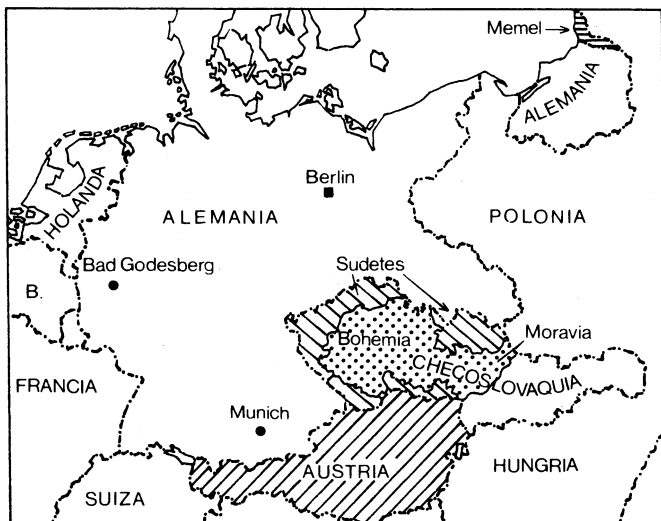 Memel
ALEMANIA
HOLANDA
Berlin
ALEMANIA
POLONIA
Bad Godesberg
Sudetes
B.
Bohemia
Moravia
CHECOSLOVAQUIA
FRANCIA
Munich
AUSTRIA
HUNGRIA
SUIZA